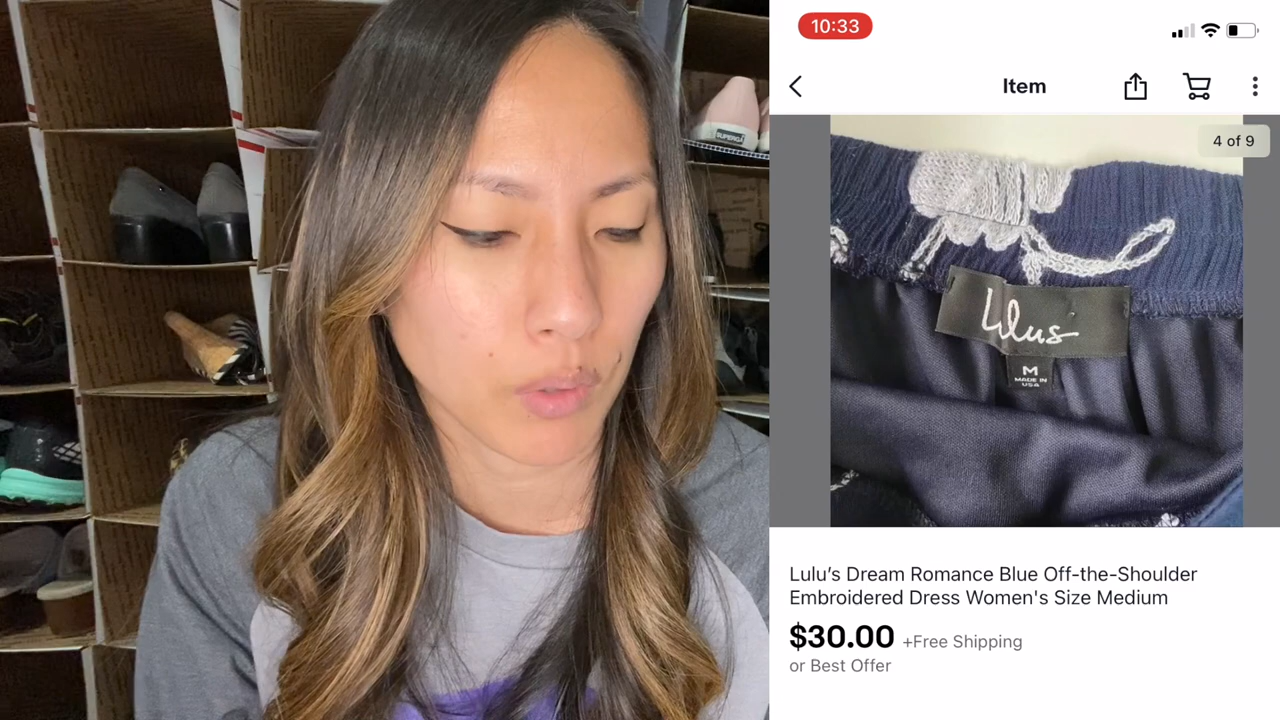 SUPERGA
10:33
Item
4 of 9
Lulus
M
MADE IN
USA
Lulu’s Dream Romance Blue Off-the-Shoulder
Embroidered Dress Women's Size Medium
$30.00 +Free Shipping
or Best Offer